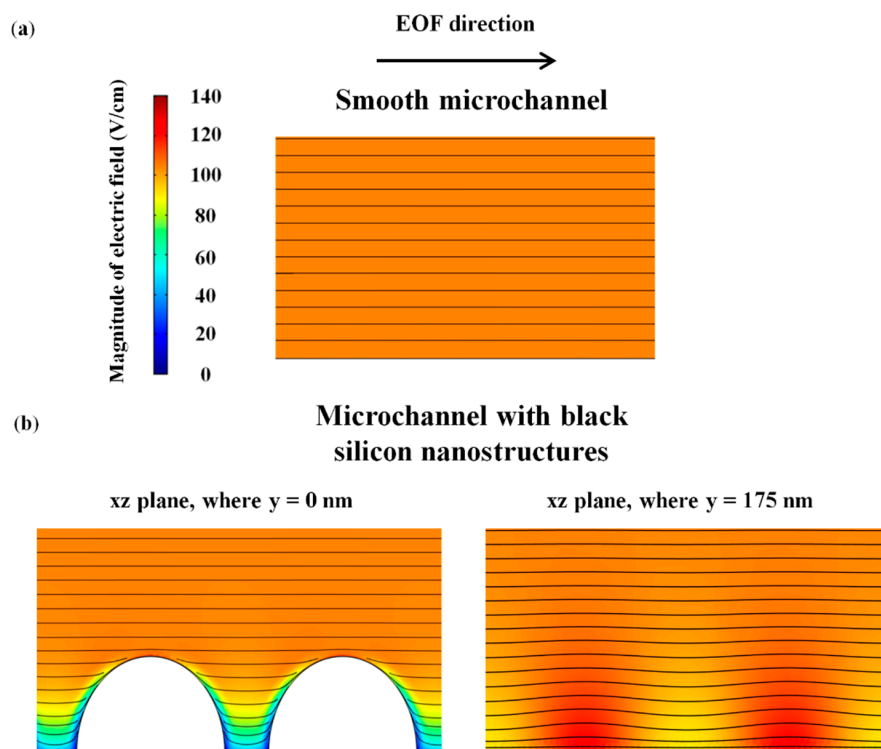 (a)
EOF direction
Smooth microchannel
Magnitude of electric field (V/cm)
140
120
100
80
60
40
20
0
(b)
Microchannel with black
silicon nanostructures
xz plane, where y = 0 nm
xz plane, where y = 175 nm